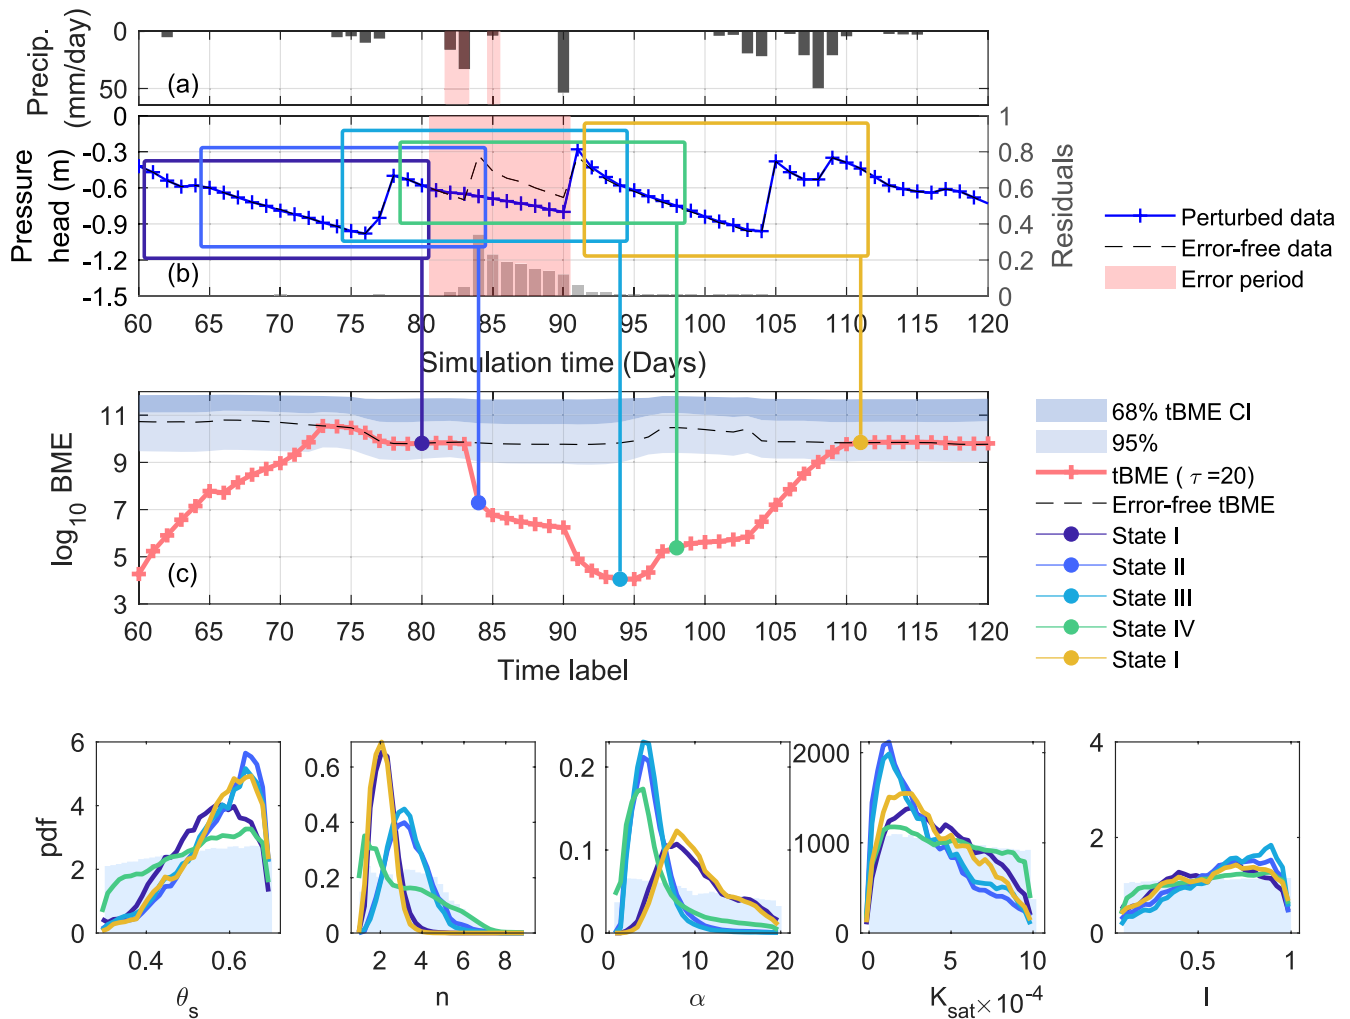 Precip.
(mm/day)
0
50
(a)
Pressure
head (m)
0
-0.3
-0.6
-0.9
-1.2
-1.5
(b)
1
0.8
0.6
0.4
0.2
0
Residuals
60 65 70 75 80 85 90 95 100 105 110 115 120
Simulation time (Days)
Perturbed data
Error-free data
Error period
log10 BME
11
9
7
5
3
(c)
60 65 70 75 80 85 90 95 100 105 110 115 120
Time label
68% tBME CI
95%
tBME ( τ =20)
Error-free tBME
State I
State II
State III
State IV
State I
pdf
6
4
2
0
0.4 0.6
θs
0.6
0.4
0.2
0
2 4 6 8
n
0.2
0.1
0
0 10 20
α
2000
1000
0
0 5 10
Ksat×10-4
4
2
0
0.5 1
l